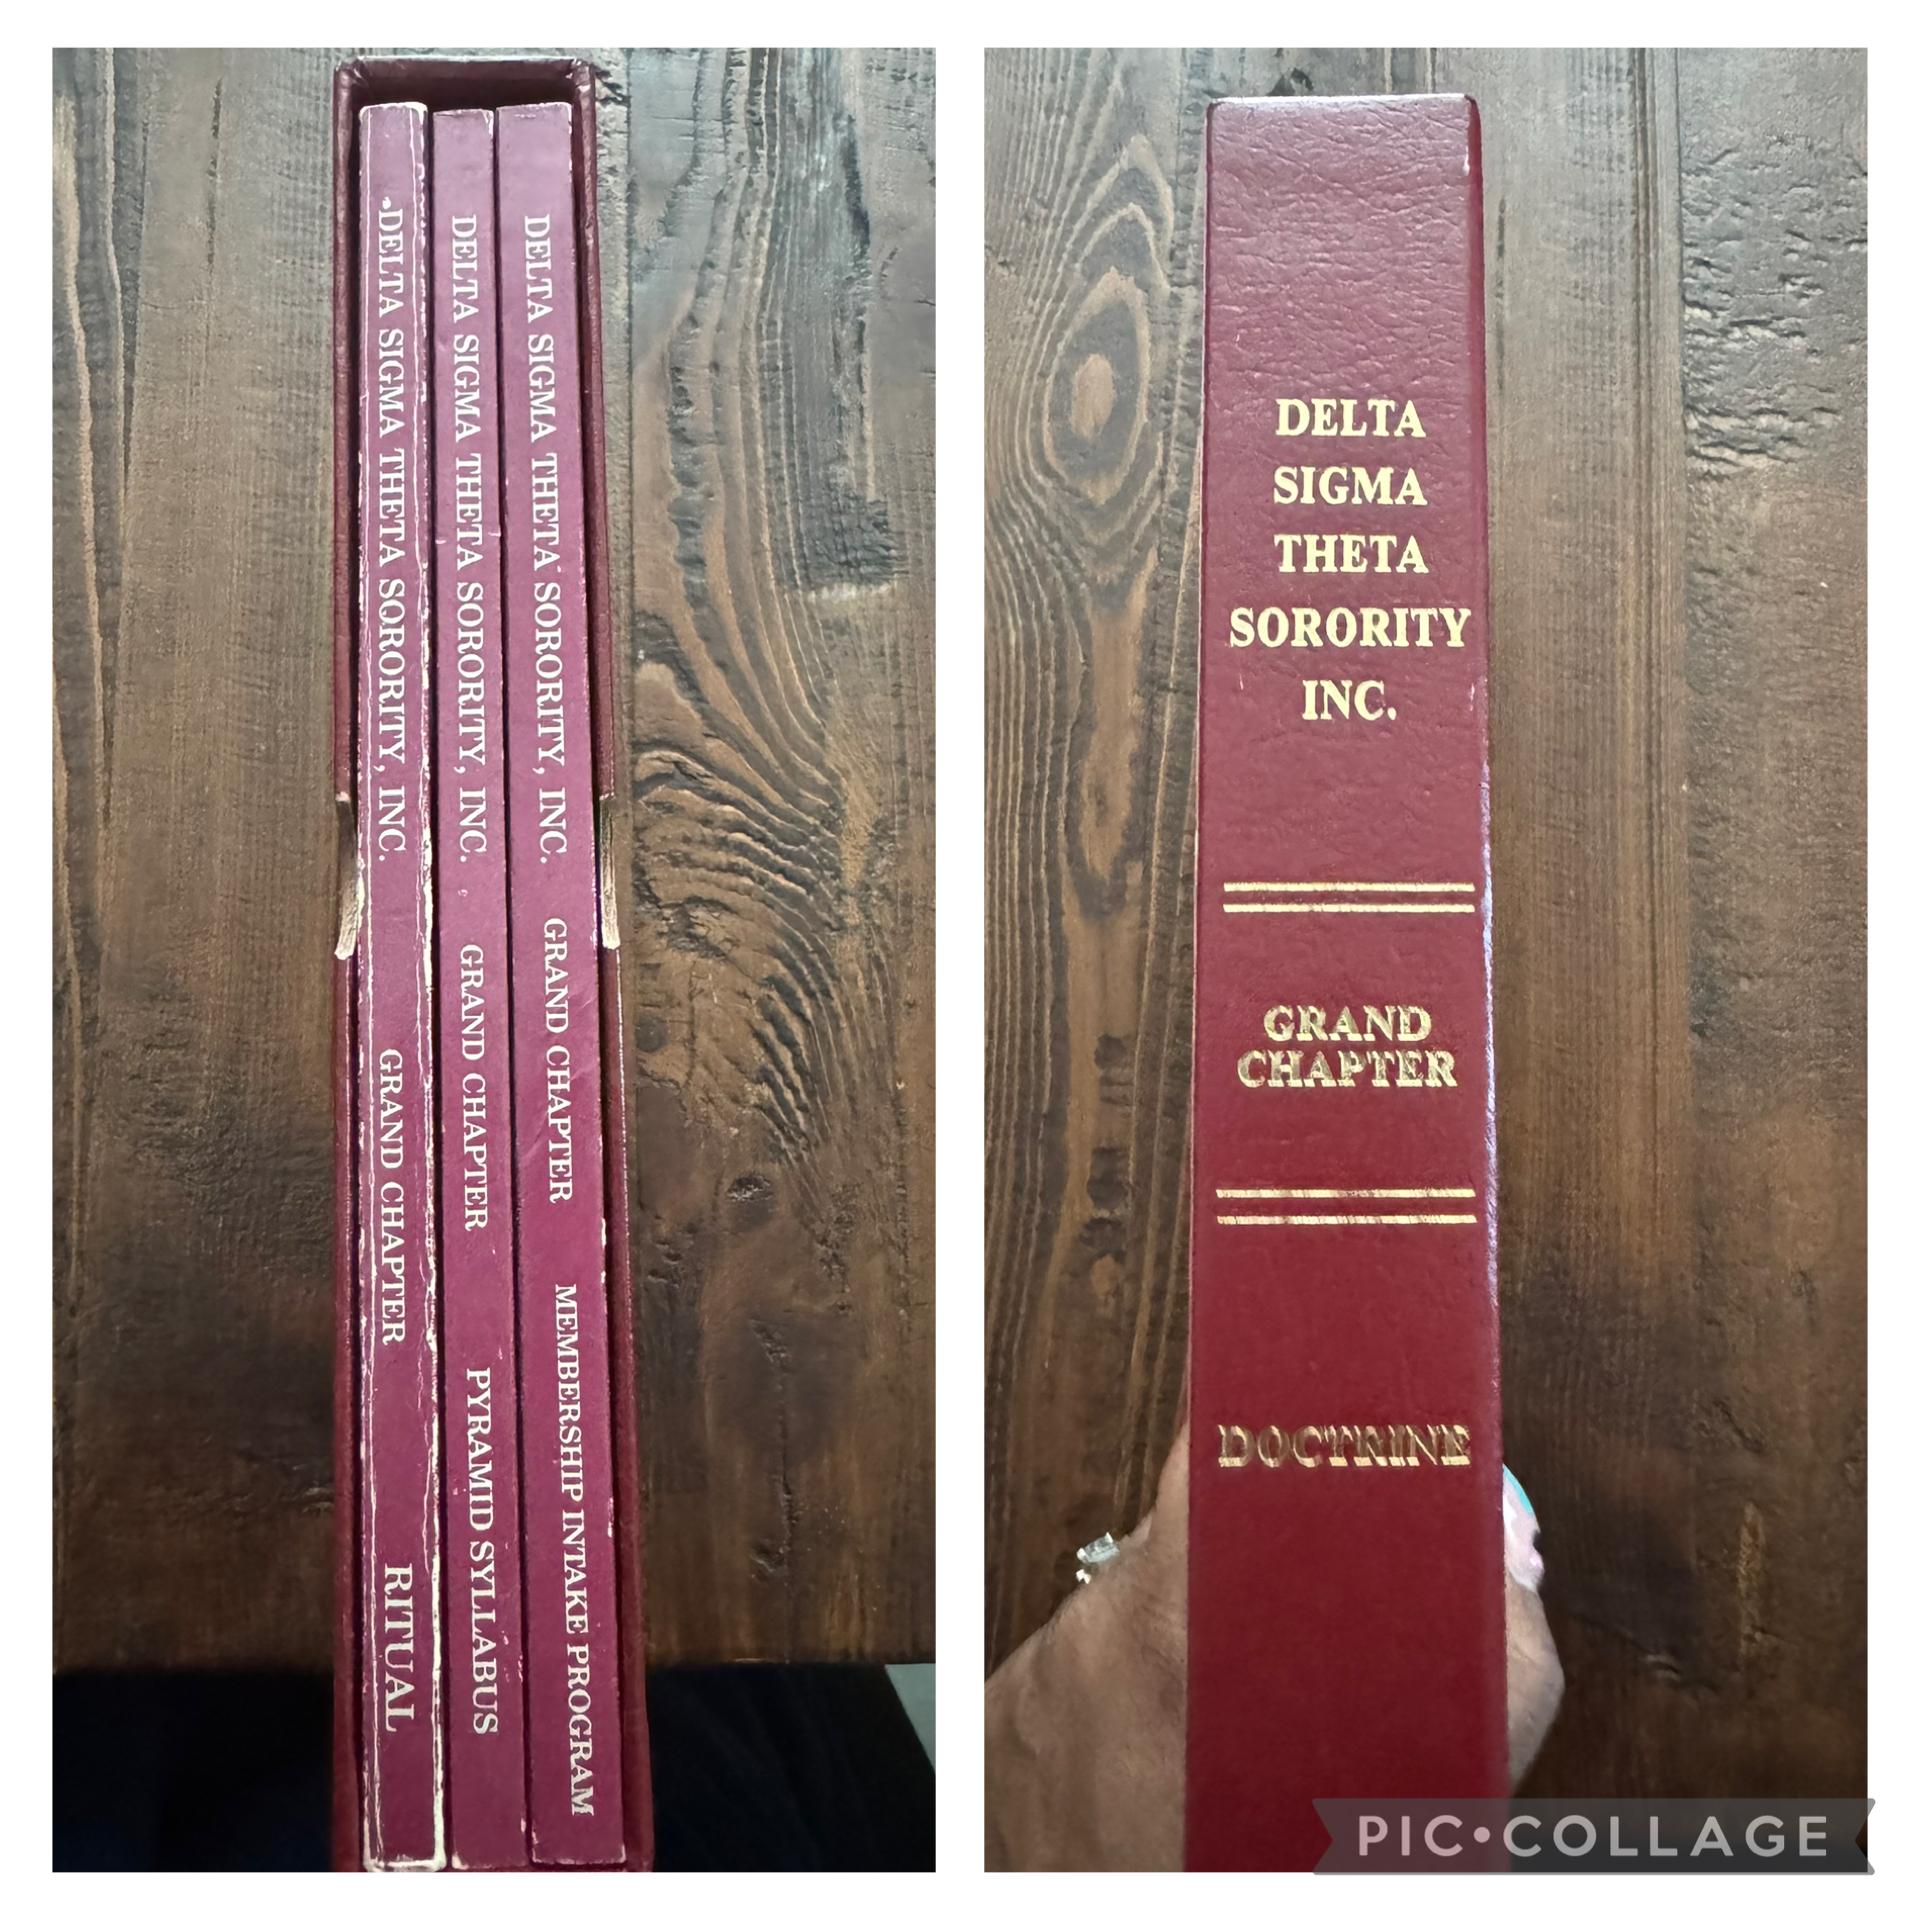 DELTA SIGMA THETA SORORITY, INC. GRAND CHAPTER RITUAL
DELTA SIGMA THETA SORORITY, INC. GRAND CHAPTER PYRAMID SYLLABUS
DELTA SIGMA THETA SORORITY, INC. GRAND CHAPTER MEMBERSHIP INTAKE PROGRAM
DELTA
SIGMA
THETA
SORORITY
INC.
GRAND
CHAPTER
DOCTRINE
PIC•COLLAGE